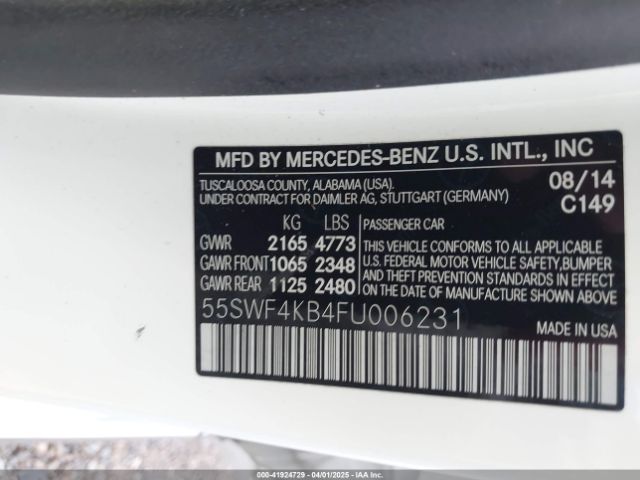 MFD BY MERCEDES-BENZ U.S. INTL., INC
TUSCALOOSA COUNTY, ALABAMA (USA). 08/14
UNDER CONTRACT FOR DAIMLER AG, STUTTGART (GERMANY) C149
KG LBS PASSENGER CAR
GVWR 2165 4773 THIS VEHICLE CONFORMS TO ALL APPLICABLE
GAWR FRONT 1065 2348 U.S. FEDERAL MOTOR VEHICLE SAFETY, BUMPER
GAWR REAR 1125 2480 AND THEFT PREVENTION STANDARDS IN EFFECT
ON THE DATE OF MANUFACTURE SHOWN ABOVE.
55SWF4KB4FU006231
MADE IN USA
000-41924729 04/01/2025 IAA Inc.